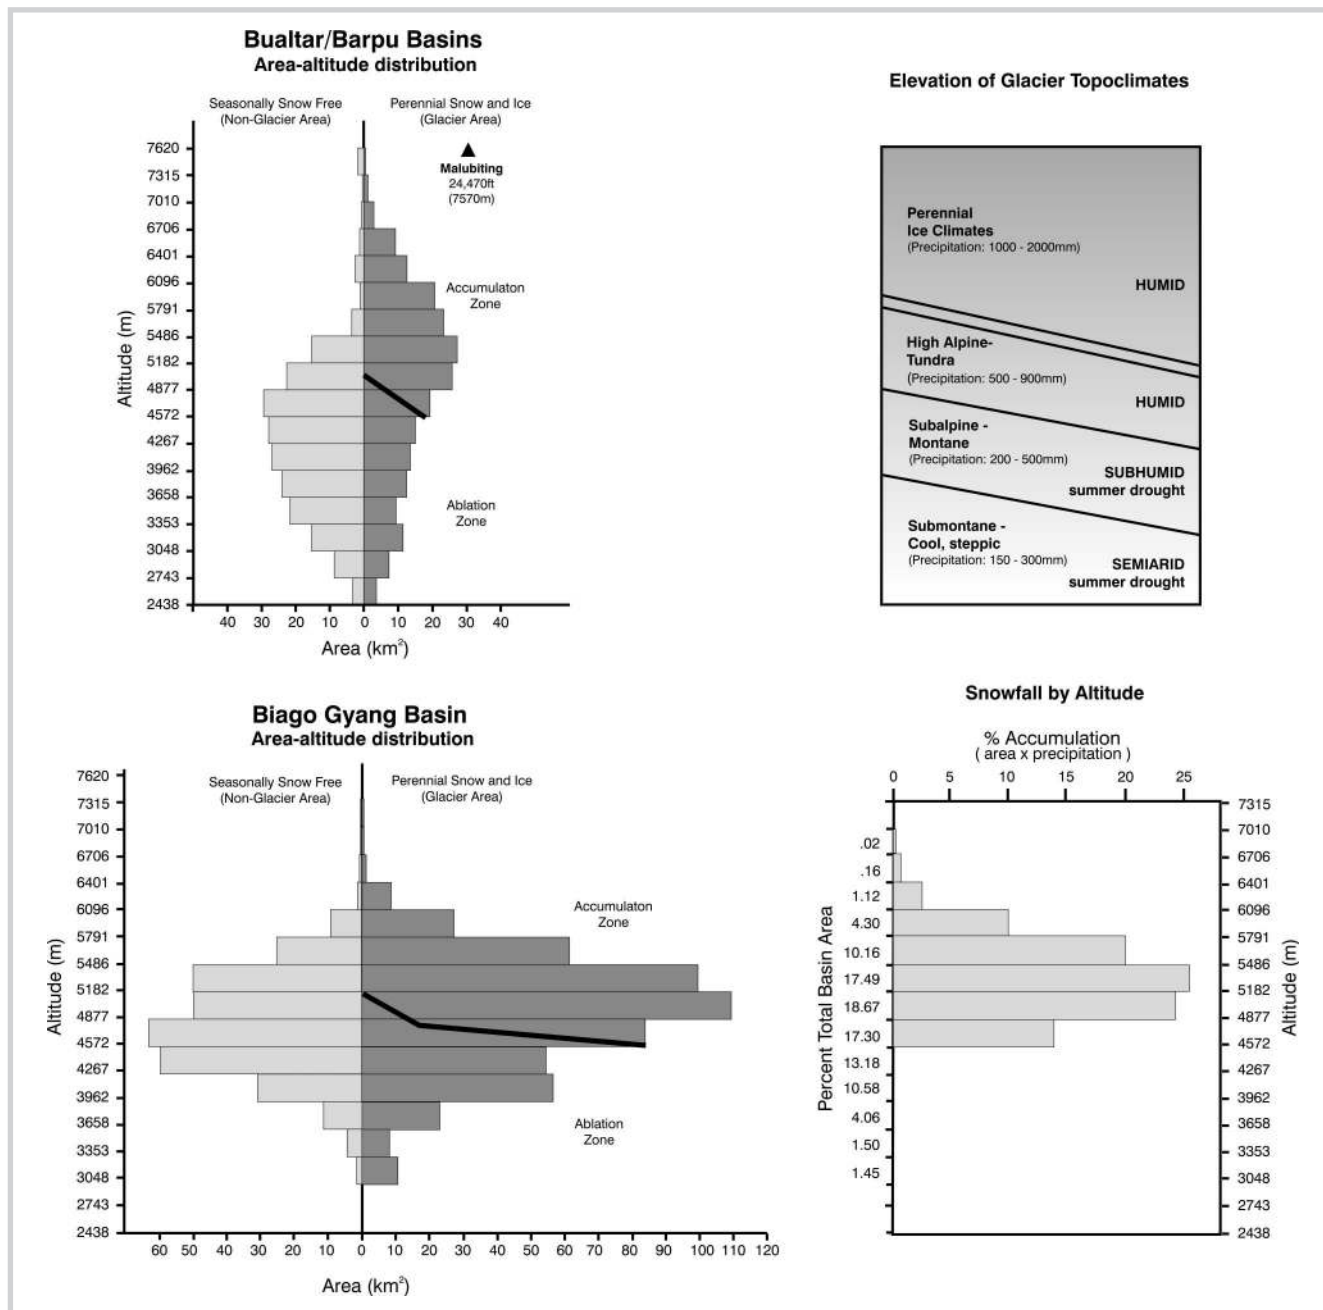 Bualtar/Barpu Basins
Area-altitude distribution
Seasonally Snow Free
(Non-Glacier Area)
Perennial Snow and Ice
(Glacier Area)
Malubiting
24,470ft
(7570m)
Accumulaton
Zone
Ablation
Zone
Altitude (m)
7620
7315
7010
6706
6401
6096
5791
5486
5182
4877
4572
4267
3962
3658
3353
3048
2743
2438
40 30 20 10 0 10 20 30 40
Area (km²)
Elevation of Glacier Topoclimates
Perennial
Ice Climates
(Precipitation: 1000 - 2000mm)
HUMID
High Alpine-
Tundra
(Precipitation: 500 - 900mm)
HUMID
Subalpine -
Montane
(Precipitation: 200 - 500mm)
SUBHUMID
summer drought
Submontane -
Cool, steppic
(Precipitation: 150 - 300mm)
SEMIARID
summer drought
Biago Gyang Basin
Area-altitude distribution
Seasonally Snow Free
(Non-Glacier Area)
Perennial Snow and Ice
(Glacier Area)
Accumulaton
Zone
Ablation
Zone
Altitude (m)
7620
7315
7010
6706
6401
6096
5791
5486
5182
4877
4572
4267
3962
3658
3353
3048
2743
2438
60 50 40 30 20 10 0 10 20 30 40 50 60 70 80 90 100 110 120
Area (km²)
Snowfall by Altitude
% Accumulation
( area x precipitation )
0 5 10 15 20 25
Percent Total Basin Area
.02
.16
1.12
4.30
10.16
17.49
18.67
17.30
13.18
10.58
4.06
1.50
1.45
7315
7010
6706
6401
6096
5791
5486
5182
4877
4572
4267
3962
3658
3353
3048
2743
2438
Altitude (m)